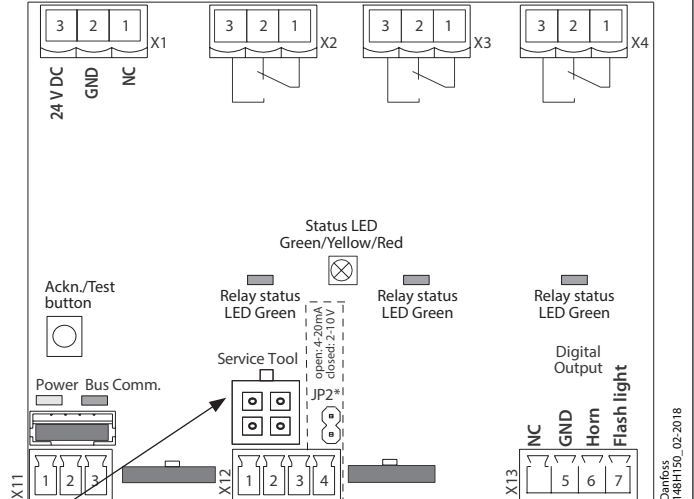 3 2 1 X1
3 2 1 X2
3 2 1 X3
3 2 1 X4
24 V DC
GND
NC
Status LED
Green/Yellow/Red
Ackn./Test
button
Relay status
LED Green
Relay status
LED Green
Relay status
LED Green
open: 4-20mA
closed: 2-10V
Digital
Output
Service Tool
JP2*
Power Bus Comm.
NC
GND
Horn
Flash light
X11 1 2 3
X12 1 2 3 4
X13 5 6 7
Danfoss
148H150_02-2018